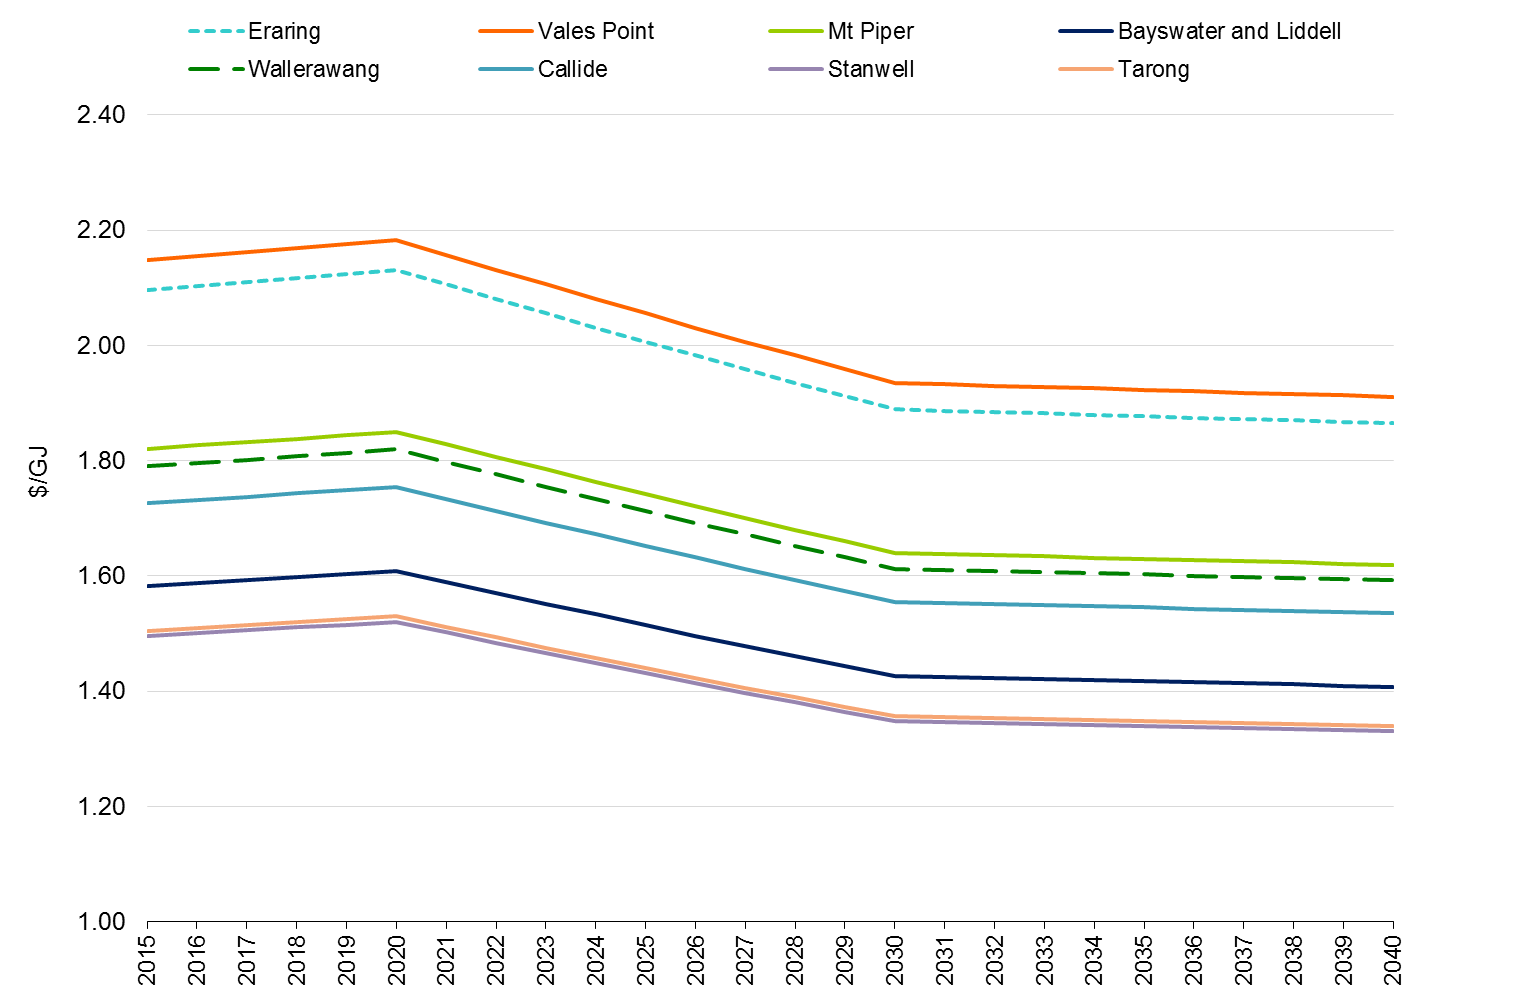 Eraring Vales Point Mt Piper Bayswater and Liddell
Wallerawang Callide Stanwell Tarong
2.40
2.20
2.00
1.80
$/GJ
1.60
1.40
1.20
1.00
2015 2016 2017 2018 2019 2020 2021 2022 2023 2024 2025 2026 2027 2028 2029 2030 2031 2032 2033 2034 2035 2036 2037 2038 2039 2040